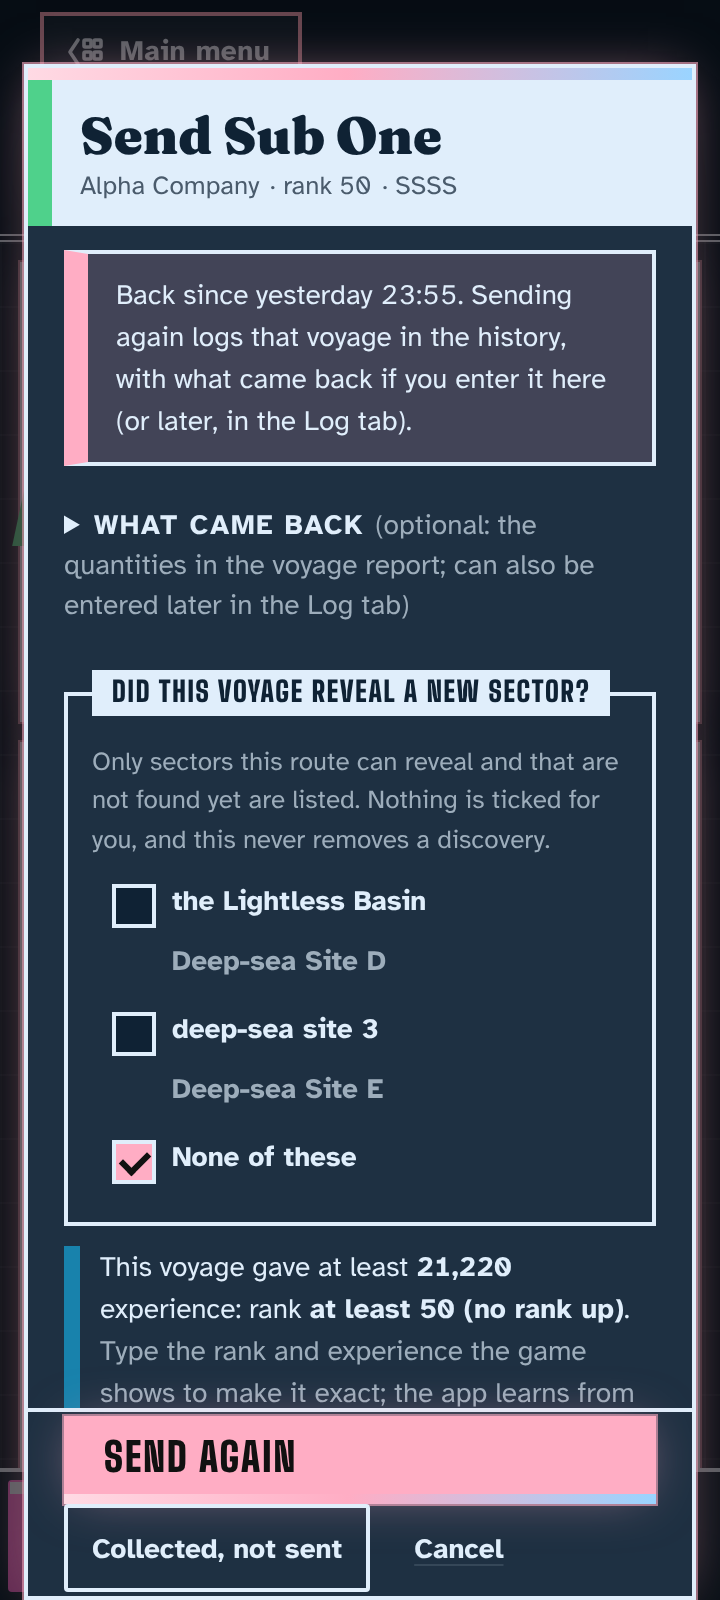 Main menu
Send Sub One
Alpha Company · rank 50 · SSSS
Back since yesterday 23:55. Sending
again logs that voyage in the history,
with what came back if you enter it here
(or later, in the Log tab).
WHAT CAME BACK (optional: the
quantities in the voyage report; can also be
entered later in the Log tab)
DID THIS VOYAGE REVEAL A NEW SECTOR?
Only sectors this route can reveal and that are
not found yet are listed. Nothing is ticked for
you, and this never removes a discovery.
the Lightless Basin
Deep-sea Site D
deep-sea site 3
Deep-sea Site E
None of these
This voyage gave at least 21,220
experience: rank at least 50 (no rank up).
Type the rank and experience the game
shows to make it exact; the app learns from
SEND AGAIN
Collected, not sent
Cancel